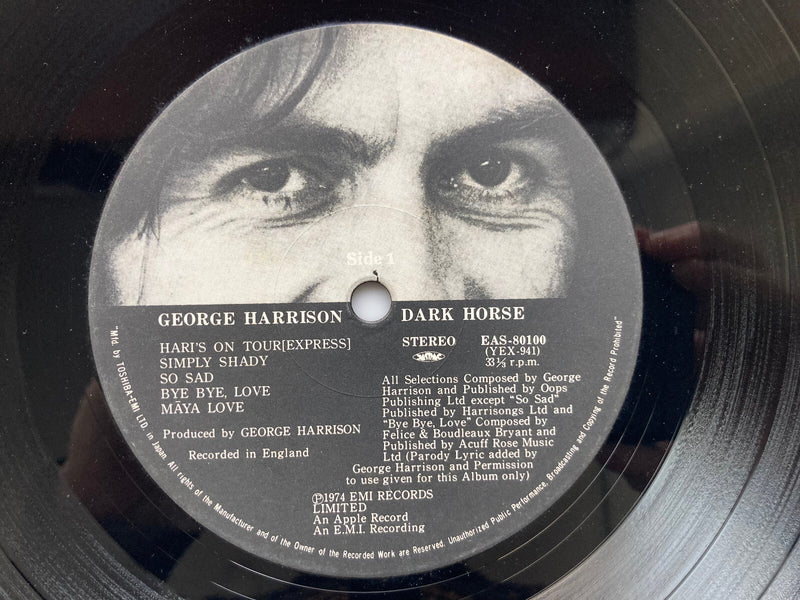 Side 1
GEORGE HARRISON DARK HORSE
HARI'S ON TOUR[EXPRESS]
SIMPLY SHADY
SO SAD
BYE BYE, LOVE
MĀYA LOVE
Produced by GEORGE HARRISON
Recorded in England
STEREO EAS-80100
(YEX-941)
33⅓ r.p.m.
All Selections Composed by George
Harrison and Published by Oops
Publishing Ltd except "So Sad"
Published by Harrisongs Ltd and
"Bye Bye, Love" Composed by
Felice & Boudleaux Bryant and
Published by Acuff Rose Music
Ltd (Parody Lyric added by
George Harrison and Permission
to use given for this Album only)
Ⓟ1974 EMI RECORDS
LIMITED
An Apple Record
An E.M.I. Recording
"Mfd. by TOSHIBA-EMI LTD. in Japan. All rights of the Manufacturer and of the Owner of the Recorded Work are Reserved. Unauthorized Public Performance, Broadcasting and Copying of the Record Prohibited"